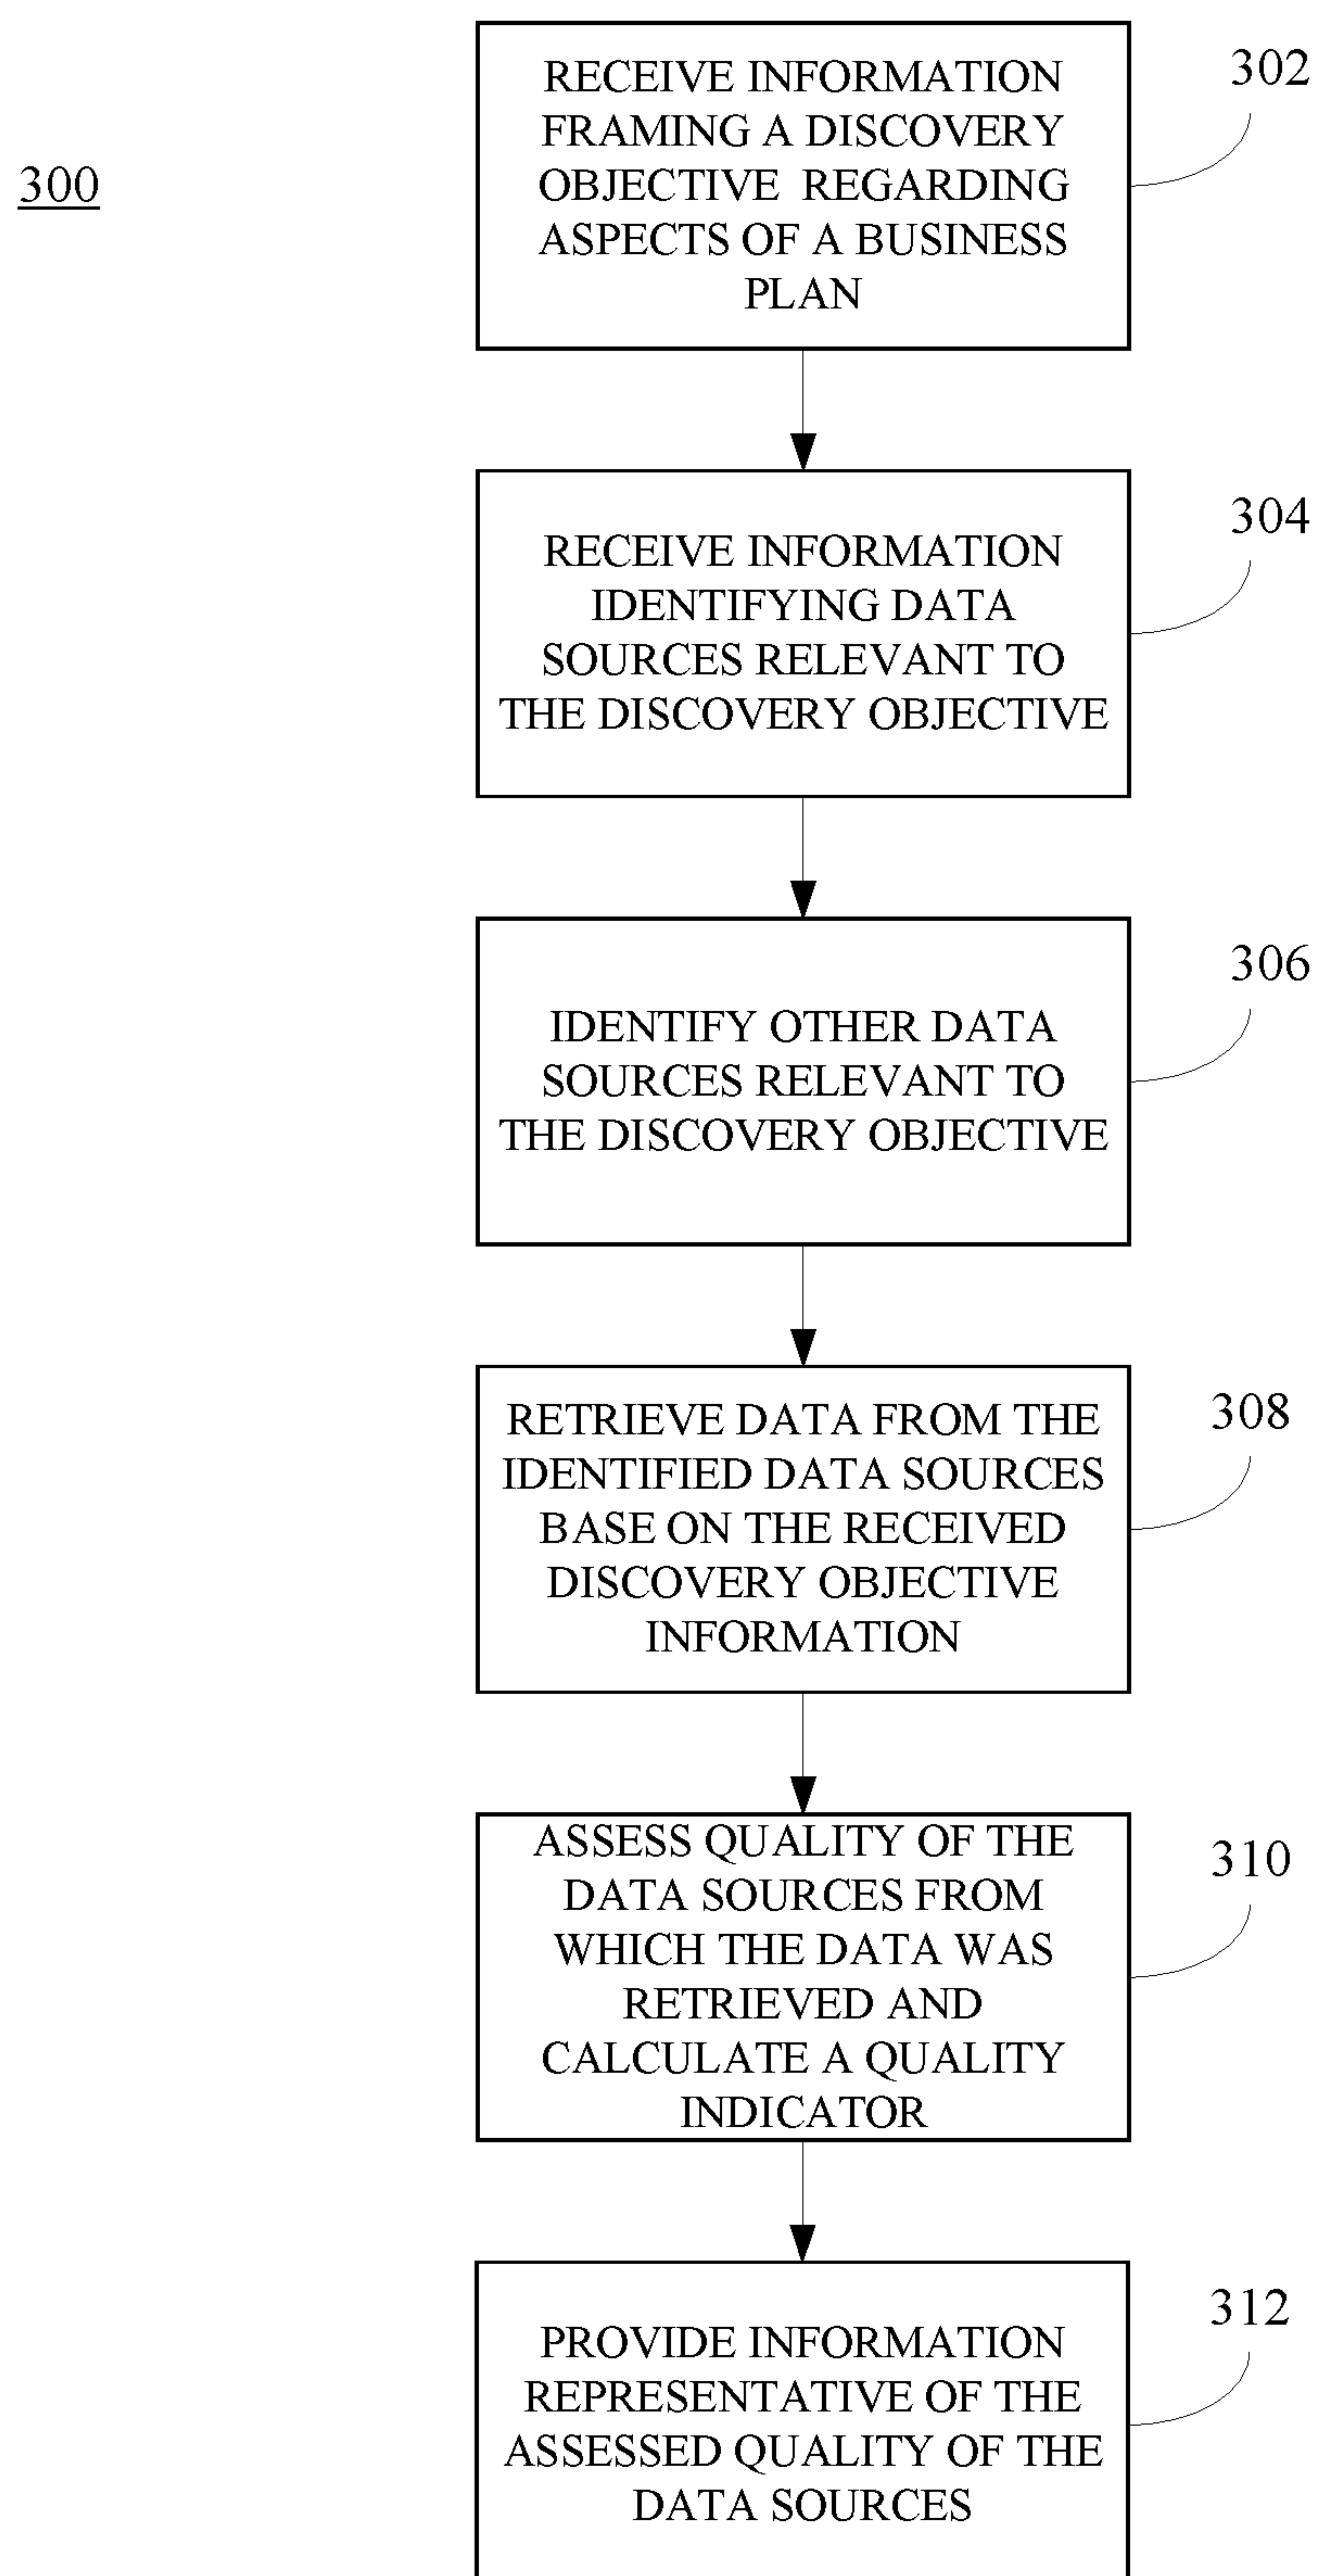 300
RECEIVE INFORMATION
FRAMING A DISCOVERY
OBJECTIVE REGARDING
ASPECTS OF A BUSINESS
PLAN
302
RECEIVE INFORMATION
IDENTIFYING DATA
SOURCES RELEVANT TO
THE DISCOVERY OBJECTIVE
304
IDENTIFY OTHER DATA
SOURCES RELEVANT TO
THE DISCOVERY OBJECTIVE
306
RETRIEVE DATA FROM THE
IDENTIFIED DATA SOURCES
BASE ON THE RECEIVED
DISCOVERY OBJECTIVE
INFORMATION
308
ASSESS QUALITY OF THE
DATA SOURCES FROM
WHICH THE DATA WAS
RETRIEVED AND
CALCULATE A QUALITY
INDICATOR
310
PROVIDE INFORMATION
REPRESENTATIVE OF THE
ASSESSED QUALITY OF THE
DATA SOURCES
312